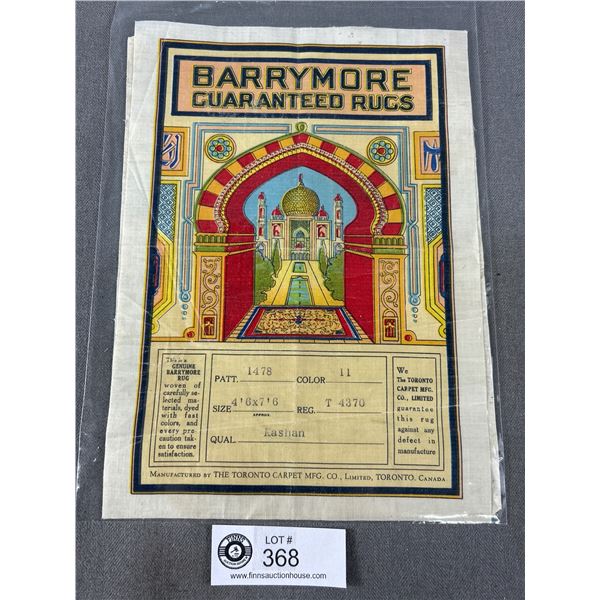 BARRYMORE
GUARANTEED RUGS
This is a
GENUINE
BARRYMORE
RUG
woven of
carefully se-
lected ma-
terials, dyed
with fast
colors, and
every pre-
caution tak-
en to ensure
satisfaction.
PATT. 1478 COLOR 11
SIZE 4'6x7'6 REG. T 4370
APPROX.
QUAL Kashan
We
The TORONTO
CARPET MFG.
CO., LIMITED
guarantee
this rug
against any
defect in
manufacture
MANUFACTURED BY THE TORONTO CARPET MFG. CO., LIMITED, TORONTO. CANADA
FINNS
LOT #
368
www.finnsauctionhouse.com